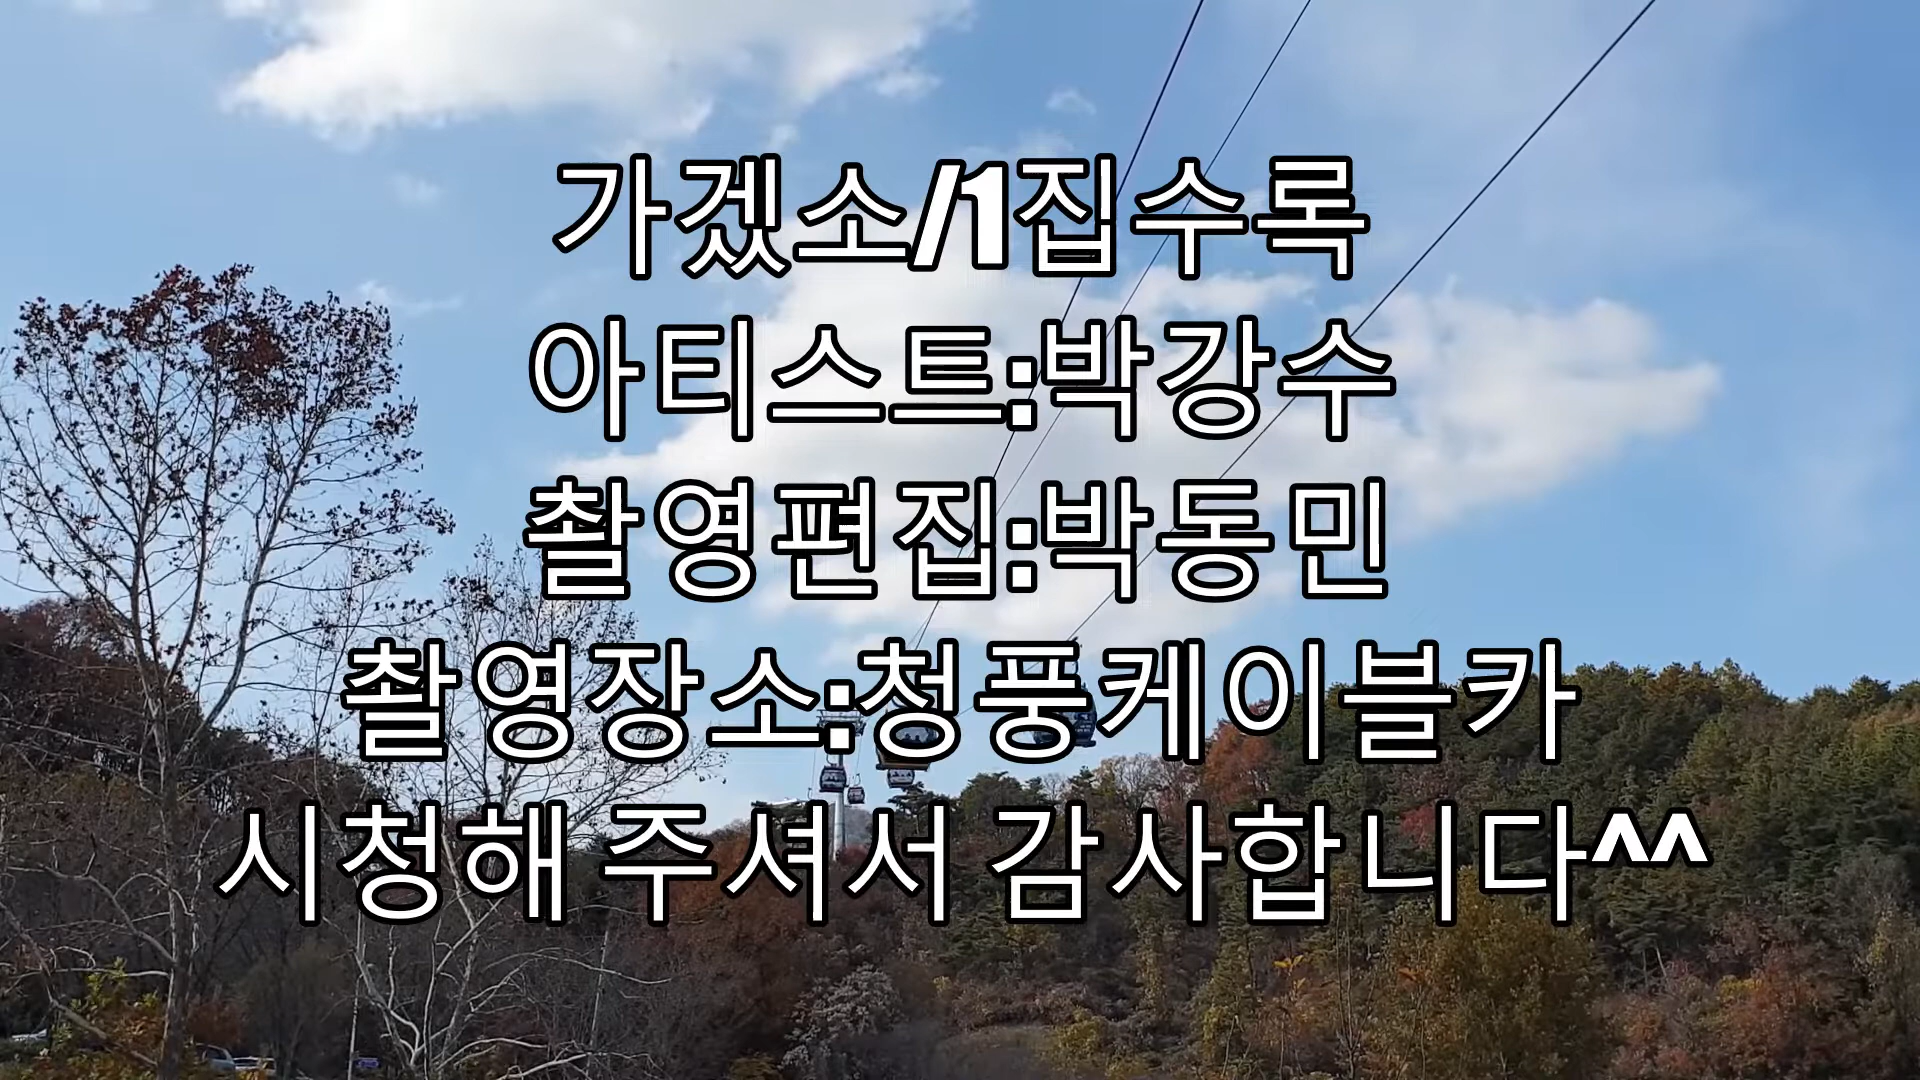 가겠소/1집수록
아티스트:박강수
촬영편집:박동민
촬영장소:청풍케이블카
시청해 주셔서 감사합니다^^